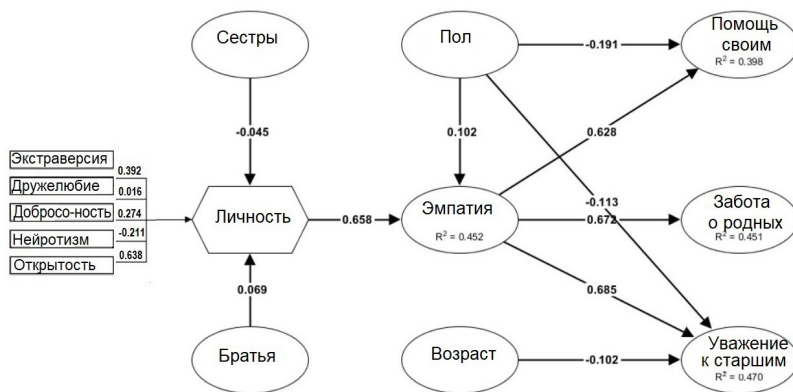 Сестры
Пол
Помощь
своим
R² = 0.398
-0.191
-0.045
0.102
0.628
Экстраверсия
0.392
Дружелюбие
0.016
Добросо-ность
0.274
Нейротизм
-0.211
Открытость
0.638
Личность
0.658
Эмпатия
R² = 0.452
-0.113
0.672
Забота
о родных
R² = 0.451
0.069
0.685
Братья
Возраст
-0.102
Уважение
к старшим
R² = 0.470